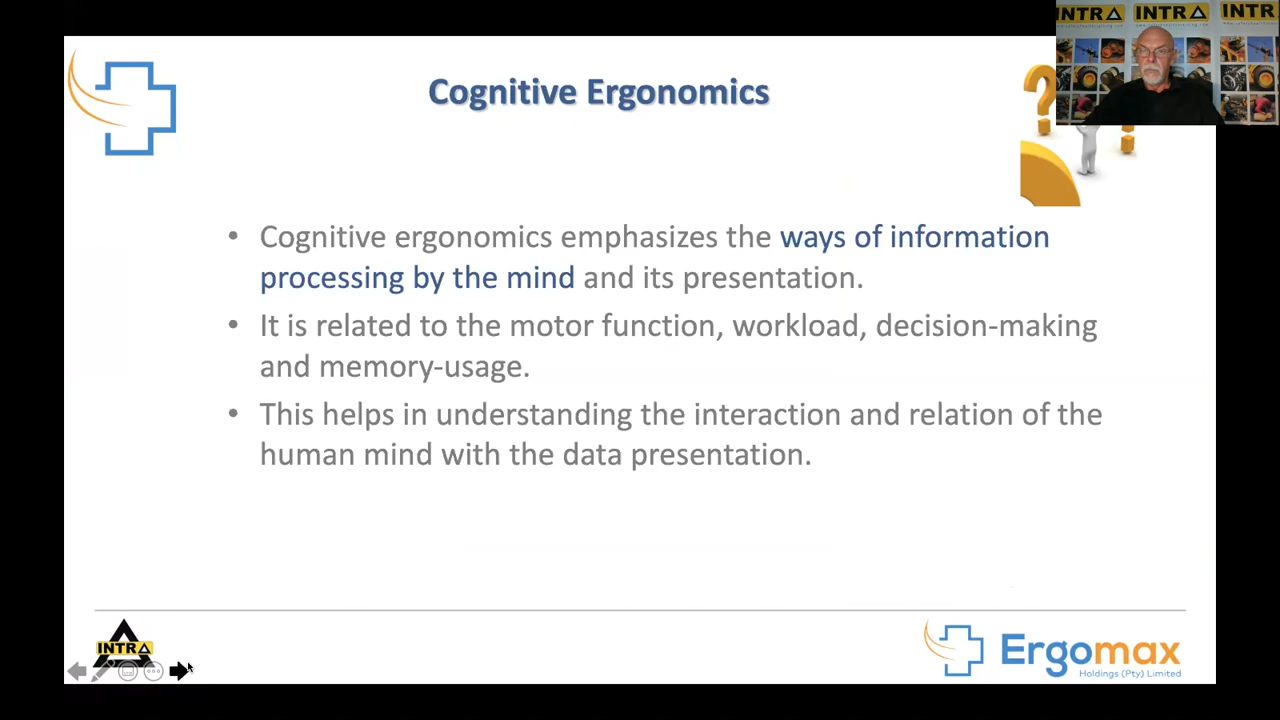 INTRA INTRA INTRA
Cognitive Ergonomics
• Cognitive ergonomics emphasizes the ways of information
processing by the mind and its presentation.
• It is related to the motor function, workload, decision-making
and memory-usage.
• This helps in understanding the interaction and relation of the
human mind with the data presentation.
INTRA
Ergomax
Holdings (Pty) Limited